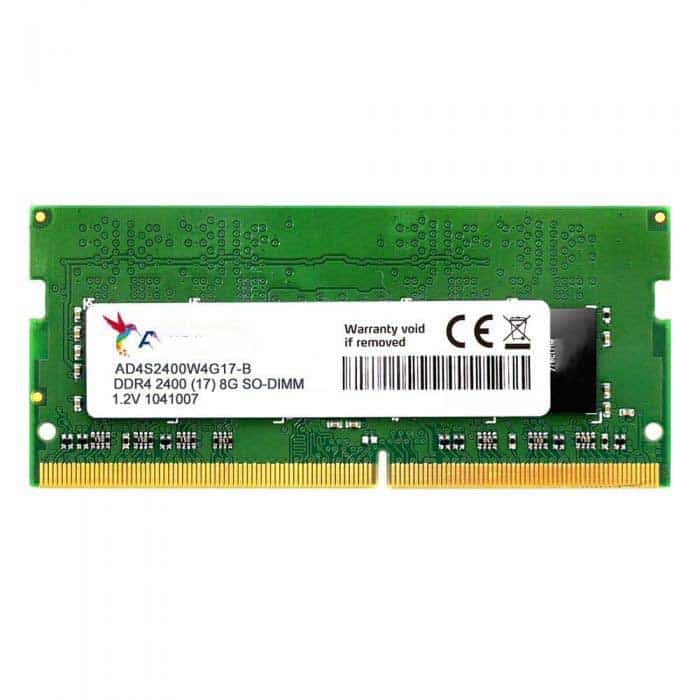 A
Warranty void
if removed
CE
AD4S2400W4G17-B
DDR4 2400 (17) 8G SO-DIMM
1.2V 1041007